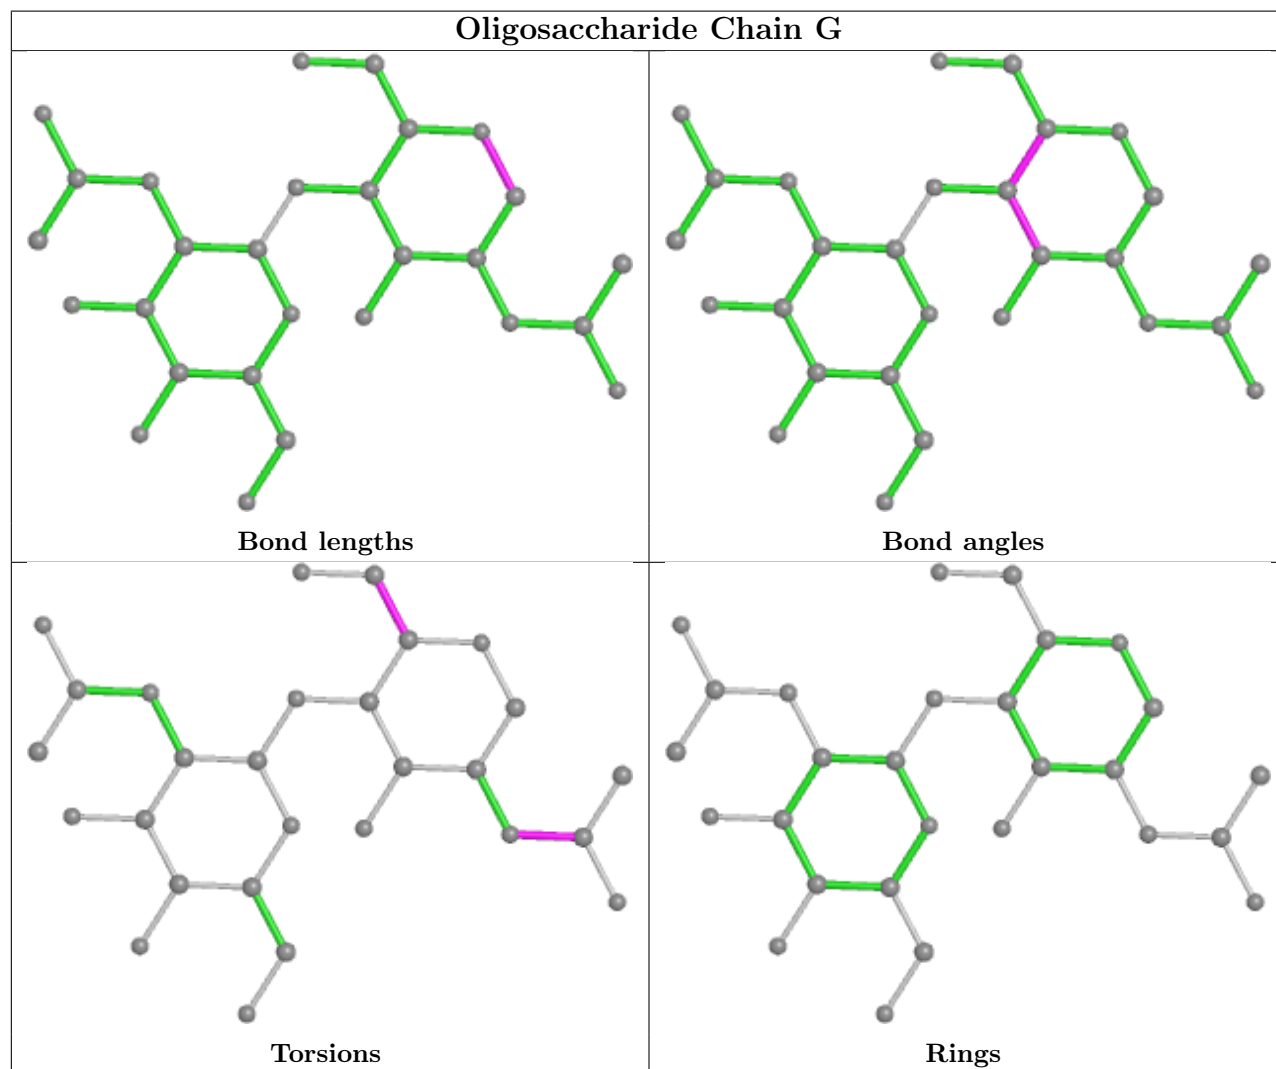 Oligosaccharide Chain G
Bond lengths
Bond angles
Torsions
Rings